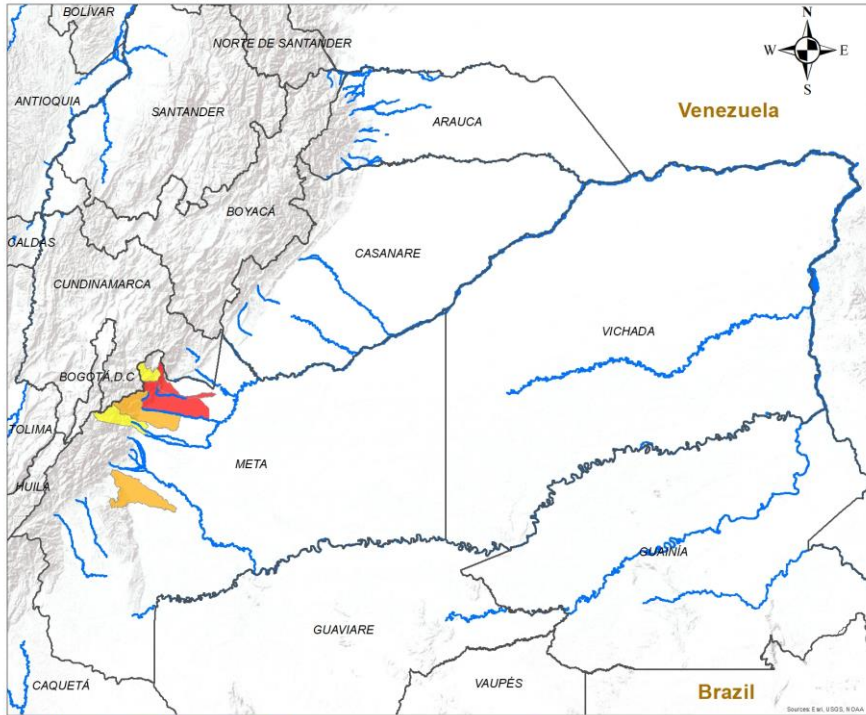 BOLÍVAR
N
NORTE DE SANTANDER
W
E
S
ANTIOQUIA
SANTANDER
Venezuela
ARAUCA
BOYACÁ
CALDAS
CASANARE
CUNDINAMARCA
VICHADA
BOGOTÁ,D.C
TOLIMA
META
HUILA
GUAINÍA
GUAVIARE
CAQUETÁ
VAUPÉS
Brazil
Sources: Esri, USGS, NOAA